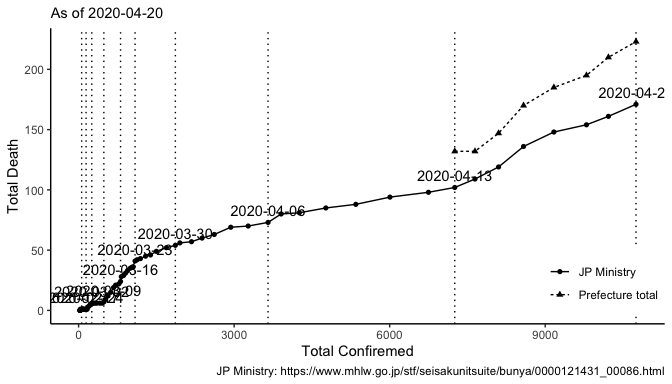 As of 2020-04-20
Total Death
200
150
100
50
0
2020-04-2
2020-04-13
2020-04-06
2020-03-30
2020-03-23
2020-03-16
JP Ministry
Prefecture total
0
3000
6000
9000
Total Confiremed
JP Ministry: https://www.mhlw.go.jp/stf/seisakunitsuite/bunya/0000121431_00086.html